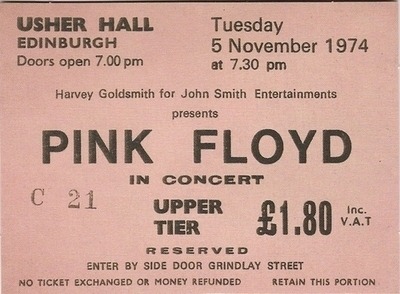 USHER HALL Tuesday
EDINBURGH 5 November 1974
Doors open 7.00 pm at 7.30 pm
Harvey Goldsmith for John Smith Entertainments
presents
PINK FLOYD
IN CONCERT
C 21
UPPER TIER £1.80 Inc. V.A.T
RESERVED
ENTER BY SIDE DOOR GRINDLAY STREET
NO TICKET EXCHANGED OR MONEY REFUNDED RETAIN THIS PORTION